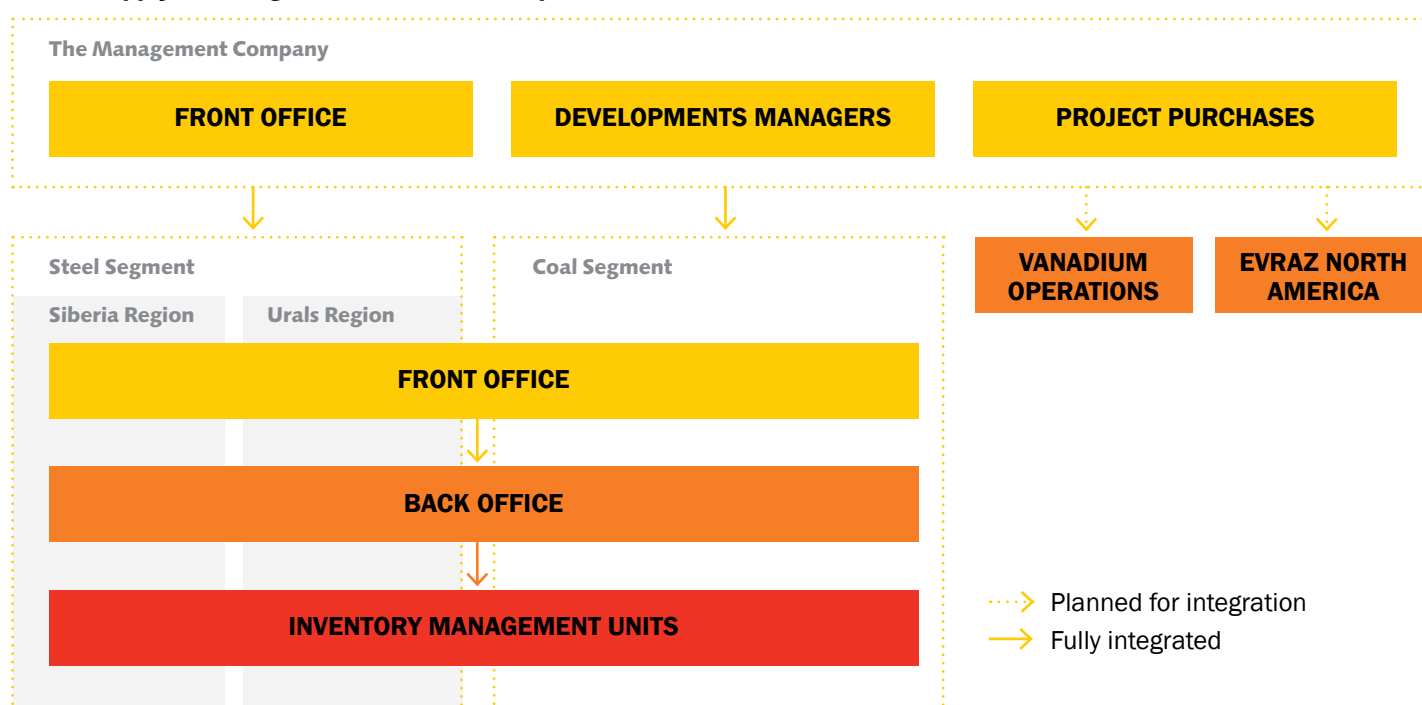 The Management Company
FRONT OFFICE
DEVELOPMENTS MANAGERS
PROJECT PURCHASES
Steel Segment
Coal Segment
VANADIUM
OPERATIONS
EVRAZ NORTH
AMERICA
Siberia Region
Urals Region
FRONT OFFICE
BACK OFFICE
INVENTORY MANAGEMENT UNITS
Planned for integration
Fully integrated